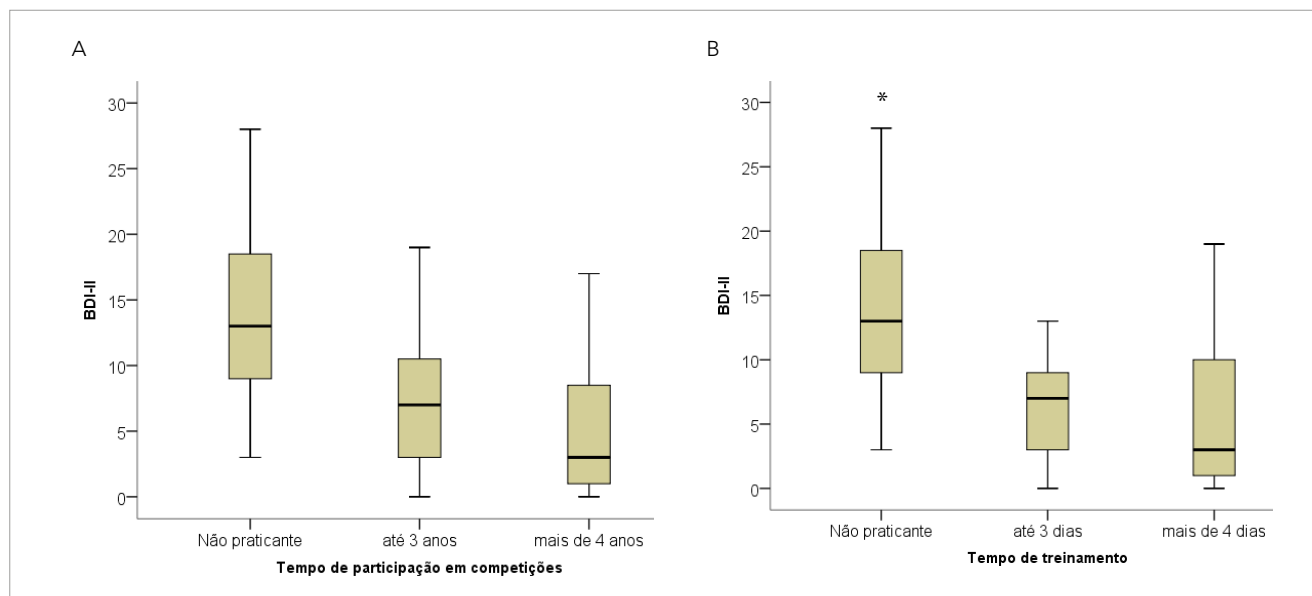 A
30
25
20
15
10
5
0
BDI-II
Não praticante
até 3 anos
mais de 4 anos
Tempo de participação em competições
B
*
30
25
20
15
10
5
0
BDI-II
Não praticante
até 3 dias
mais de 4 dias
Tempo de treinamento